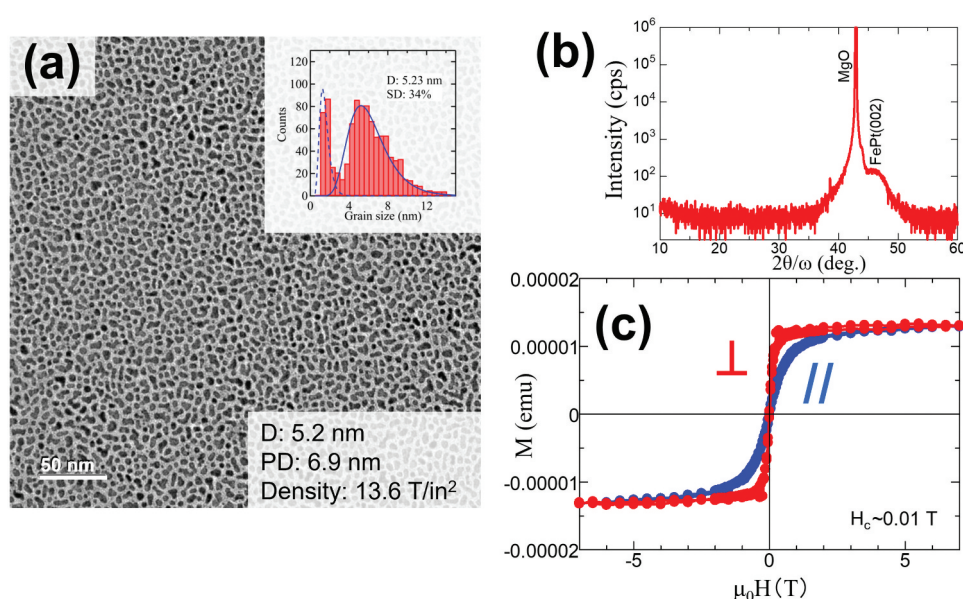 (a)
D: 5.23 nm
SD: 34%
120
100
80
60
40
20
0
Counts
0 4 8 12
Grain size (nm)
50 nm
D: 5.2 nm
PD: 6.9 nm
Density: 13.6 T/in²
(b)
10⁶
10⁵
10⁴
10³
10²
10¹
Intensity (cps)
MgO
FePt(002)
10 20 30 40 50 60
2θ/ω (deg.)
(c)
0.00002
0.00001
0
-0.00001
-0.00002
M (emu)
⊥
//
H_c~0.01 T
-5 0 5
μ₀H(T)